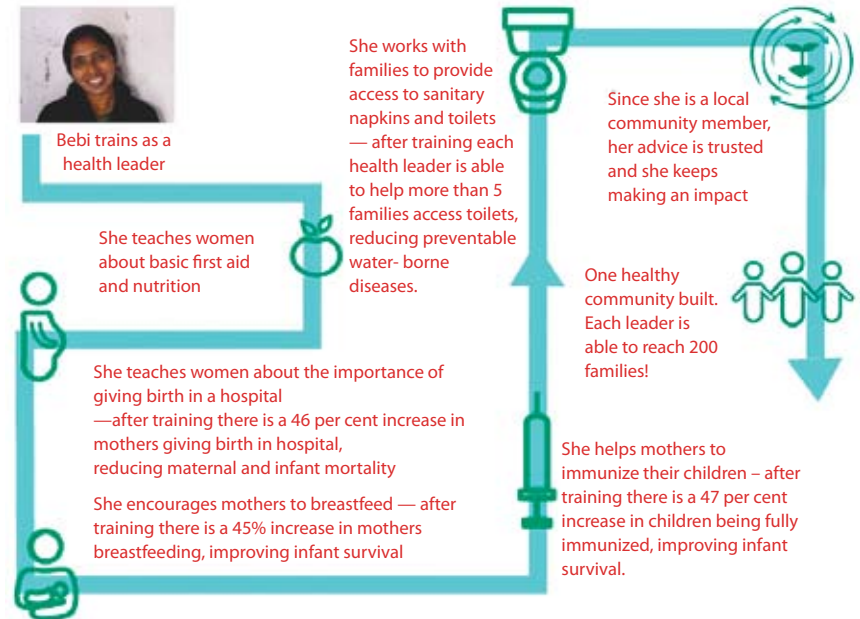 Bebi trains as a
health leader
She teaches women
about basic first aid
and nutrition
She teaches women about the importance of
giving birth in a hospital
—after training there is a 46 per cent increase in
mothers giving birth in hospital,
reducing maternal and infant mortality
She encourages mothers to breastfeed — after
training there is a 45% increase in mothers
breastfeeding, improving infant survival
She helps mothers to
immunize their children – after
training there is a 47 per cent
increase in children being fully
immunized, improving infant
survival.
She works with
families to provide
access to sanitary
napkins and toilets
— after training each
health leader is able
to help more than 5
families access toilets,
reducing preventable
water- borne
diseases.
Since she is a local
community member,
her advice is trusted
and she keeps
making an impact
One healthy
community built.
Each leader is
able to reach 200
families!